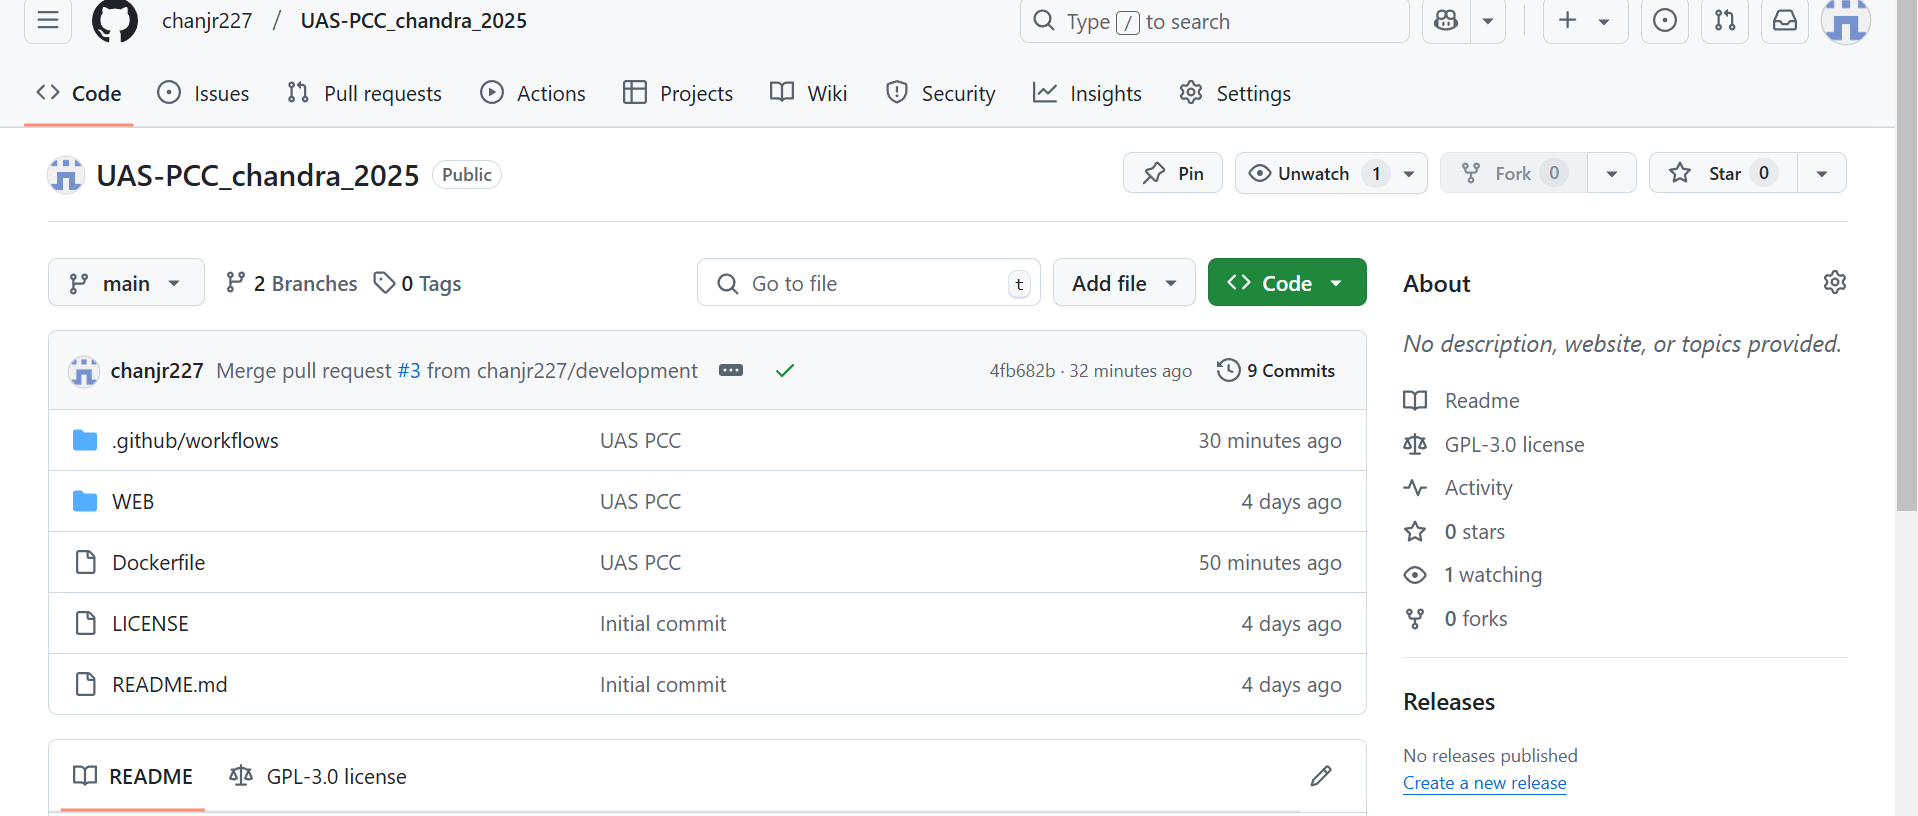 chanjr227 / UAS-PCC_chandra_2025
Type / to search
Code Issues Pull requests Actions Projects Wiki Security Insights Settings
UAS-PCC_chandra_2025 Public
Pin Unwatch 1 Fork 0 Star 0
main 2 Branches 0 Tags
Go to file t Add file Code
chanjr227 Merge pull request #3 from chanjr227/development 4fb682b · 32 minutes ago 9 Commits
.github/workflows UAS PCC 30 minutes ago
WEB UAS PCC 4 days ago
Dockerfile UAS PCC 50 minutes ago
LICENSE Initial commit 4 days ago
README.md Initial commit 4 days ago
README GPL-3.0 license
About
No description, website, or topics provided.
Readme
GPL-3.0 license
Activity
0 stars
1 watching
0 forks
Releases
No releases published
Create a new release